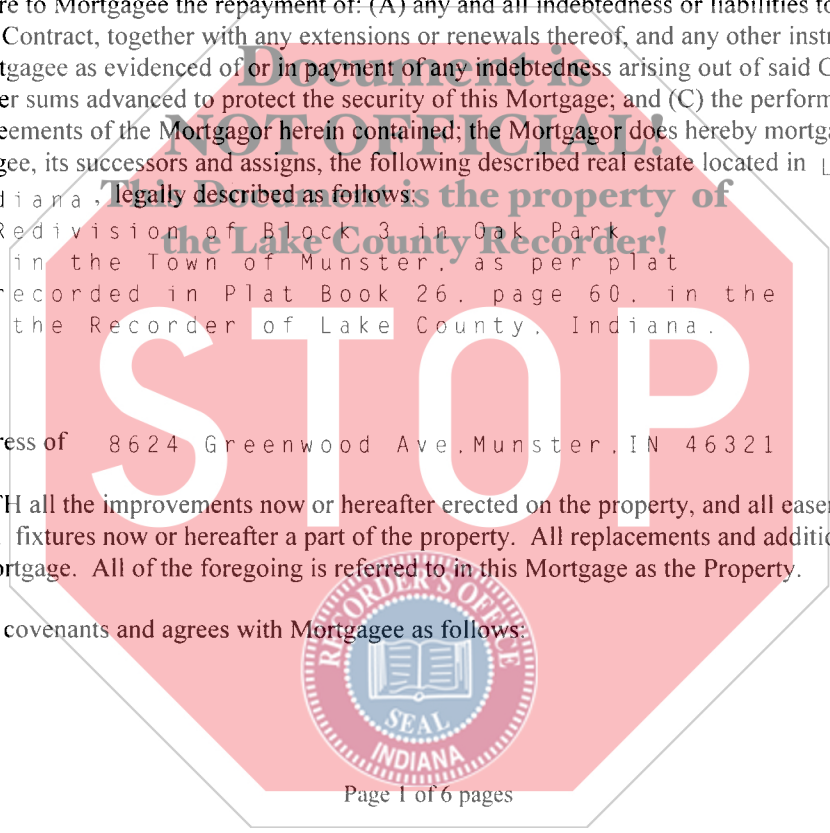 re to Mortgagee the repayment of: (A) any and all indebtedness or liabilities to
Contract, together with any extensions or renewals thereof, and any other instr
tgagee as evidenced of or in payment of any indebtedness arising out of said C
er sums advanced to protect the security of this Mortgage; and (C) the perform
eements of the Mortgagor herein contained; the Mortgagor does hereby mortga
gee, its successors and assigns, the following described real estate located in L
diana, legally described as follows:
Redivision of Block 3 in Oak Park
in the Town of Munster, as per plat
recorded in Plat Book 26, page 60, in the
the Recorder of Lake County, Indiana.
Document is
NOT OFFICIAL!
This Document is the property of
the Lake County Recorder!
STOP
ress of 8624 Greenwood Ave,Munster,IN 46321
TH all the improvements now or hereafter erected on the property, and all easer
fixtures now or hereafter a part of the property. All replacements and additio
ortgage. All of the foregoing is referred to in this Mortgage as the Property.
covenants and agrees with Mortgagee as follows:
RECORDER'S OFFICE
SEAL
INDIANA
Page 1 of 6 pages